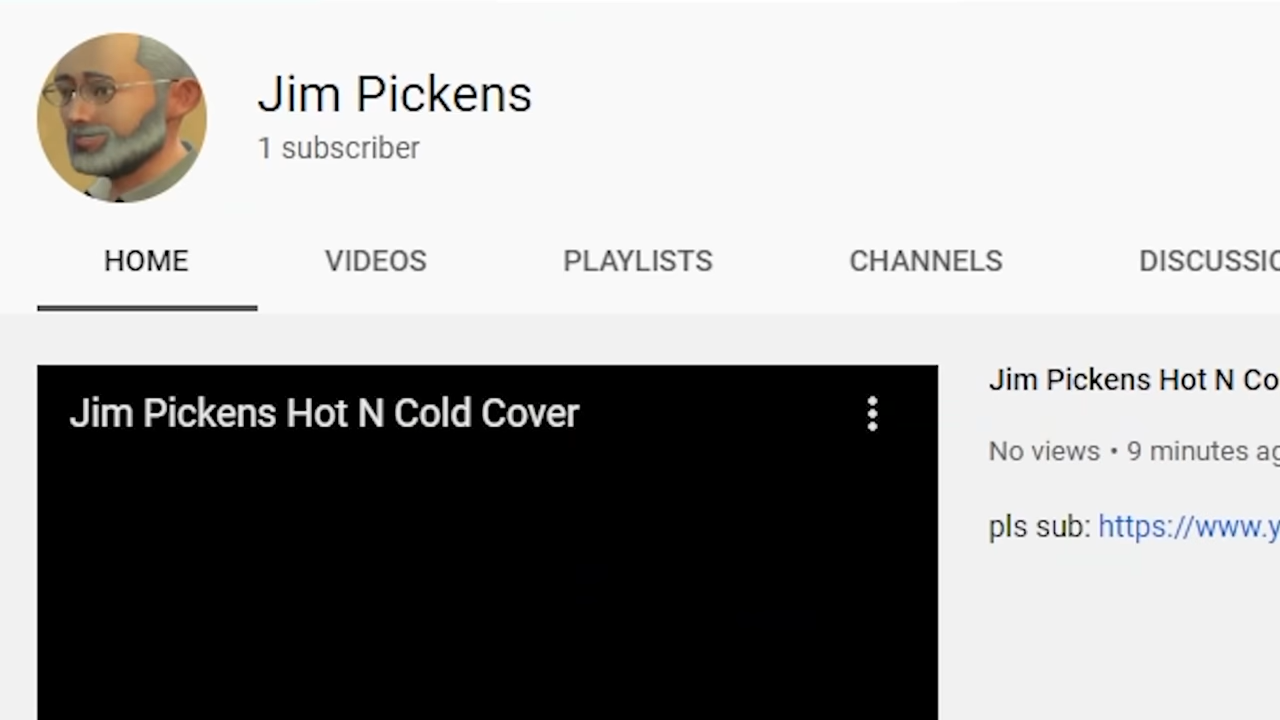 Jim Pickens
1 subscriber
HOME VIDEOS PLAYLISTS CHANNELS DISCUSSIO
Jim Pickens Hot N Cold Cover
Jim Pickens Hot N Co
No views • 9 minutes ag
pls sub: https://www.y